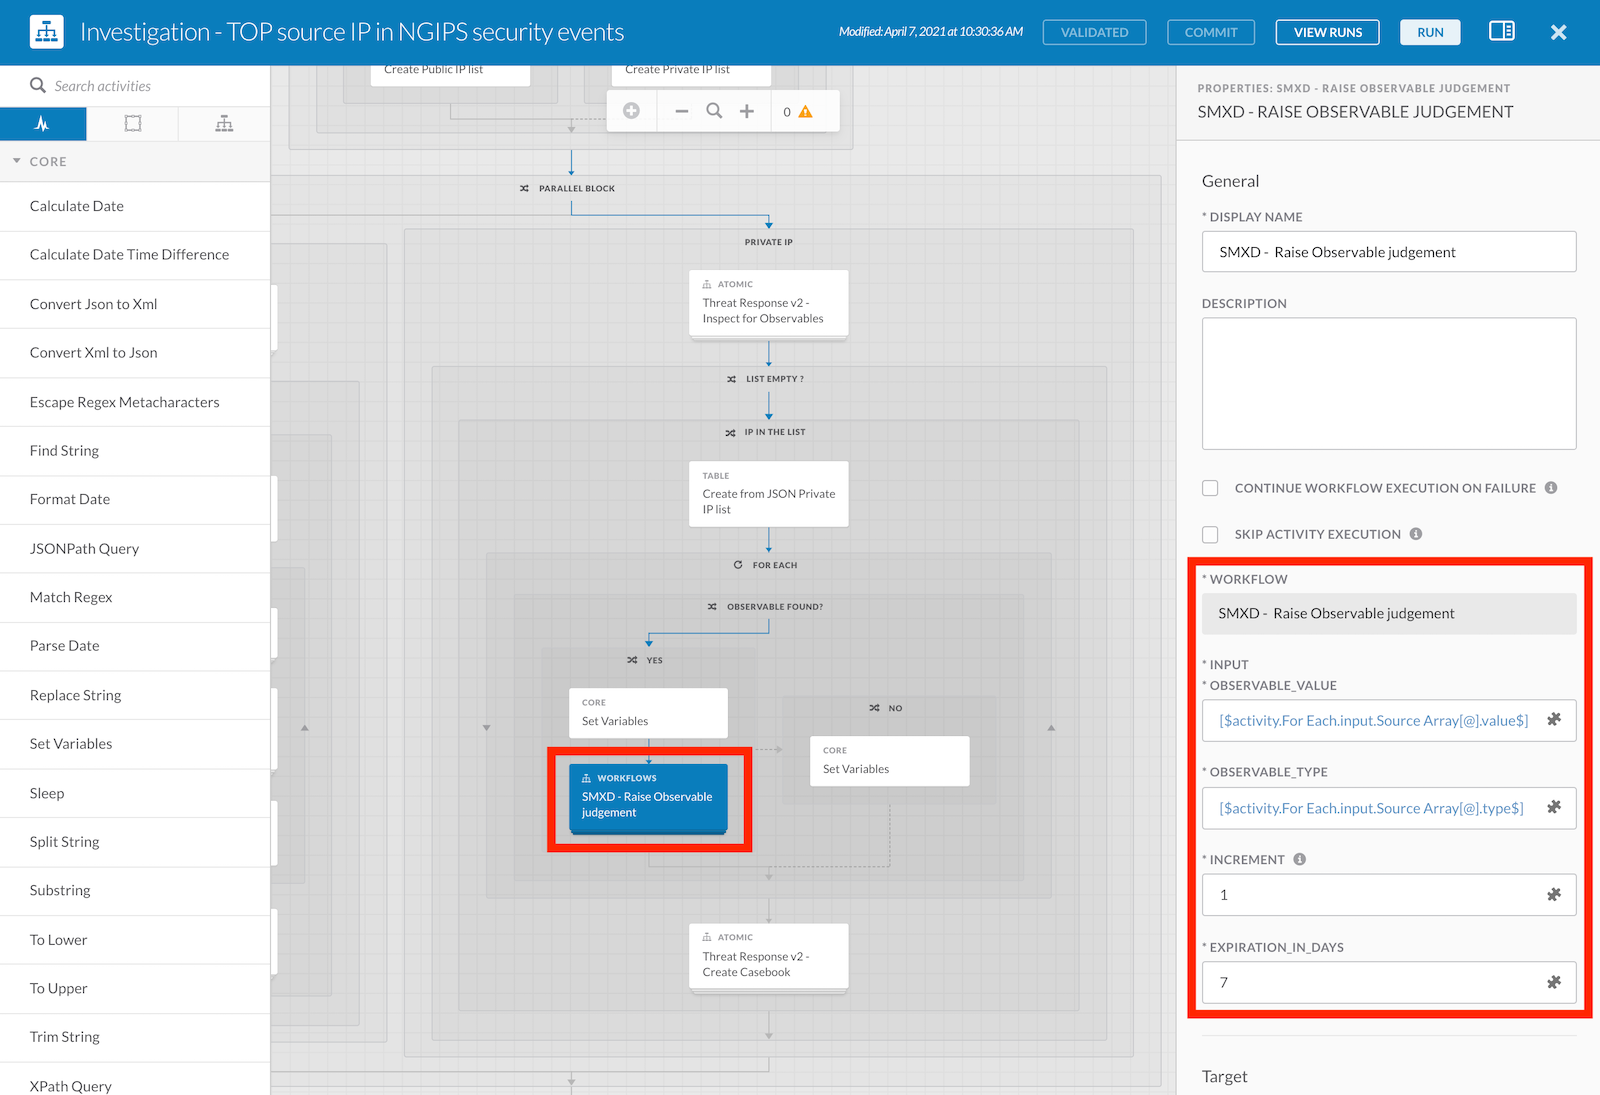 Investigation - TOP source IP in NGIPS security events
Modified: April 7, 2021 at 10:30:36 AM
VALIDATED
COMMIT
VIEW RUNS
RUN
Search activities
CORE
Calculate Date
Calculate Date Time Difference
Convert Json to Xml
Convert Xml to Json
Escape Regex Metacharacters
Find String
Format Date
JSONPath Query
Match Regex
Parse Date
Replace String
Set Variables
Sleep
Split String
Substring
To Lower
To Upper
Trim String
XPath Query
Create Public IP list
Create Private IP list
0
PARALLEL BLOCK
PRIVATE IP
ATOMIC
Threat Response v2 -
Inspect for Observables
LIST EMPTY ?
IP IN THE LIST
TABLE
Create from JSON Private
IP list
FOR EACH
OBSERVABLE FOUND?
YES
CORE
Set Variables
WORKFLOWS
SMXD - Raise Observable
judgement
NO
CORE
Set Variables
ATOMIC
Threat Response v2 -
Create Casebook
PROPERTIES: SMXD - RAISE OBSERVABLE JUDGEMENT
SMXD - RAISE OBSERVABLE JUDGEMENT
General
* DISPLAY NAME
SMXD - Raise Observable judgement
DESCRIPTION
CONTINUE WORKFLOW EXECUTION ON FAILURE
SKIP ACTIVITY EXECUTION
* WORKFLOW
SMXD - Raise Observable judgement
* INPUT
* OBSERVABLE_VALUE
[$activity.For Each.input.Source Array[@].value$]
* OBSERVABLE_TYPE
[$activity.For Each.input.Source Array[@].type$]
* INCREMENT
1
* EXPIRATION_IN_DAYS
7
Target